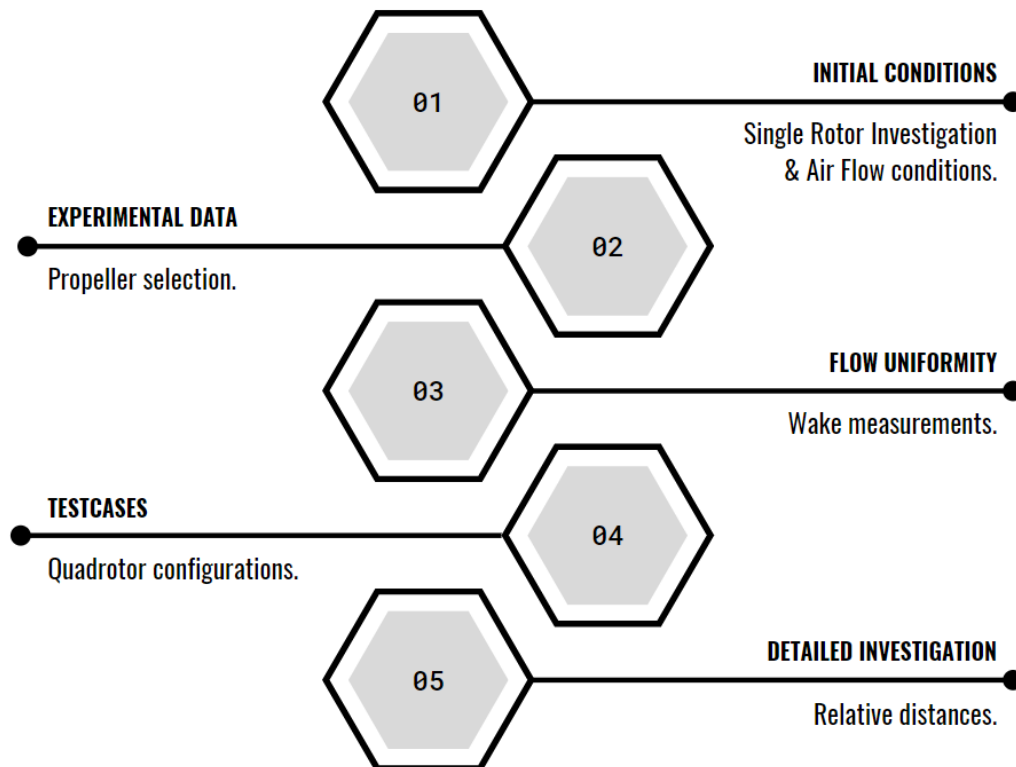 01
INITIAL CONDITIONS
Single Rotor Investigation
& Air Flow conditions.
EXPERIMENTAL DATA
02
Propeller selection.
03
FLOW UNIFORMITY
Wake measurements.
TESTCASES
04
Quadrotor configurations.
05
DETAILED INVESTIGATION
Relative distances.